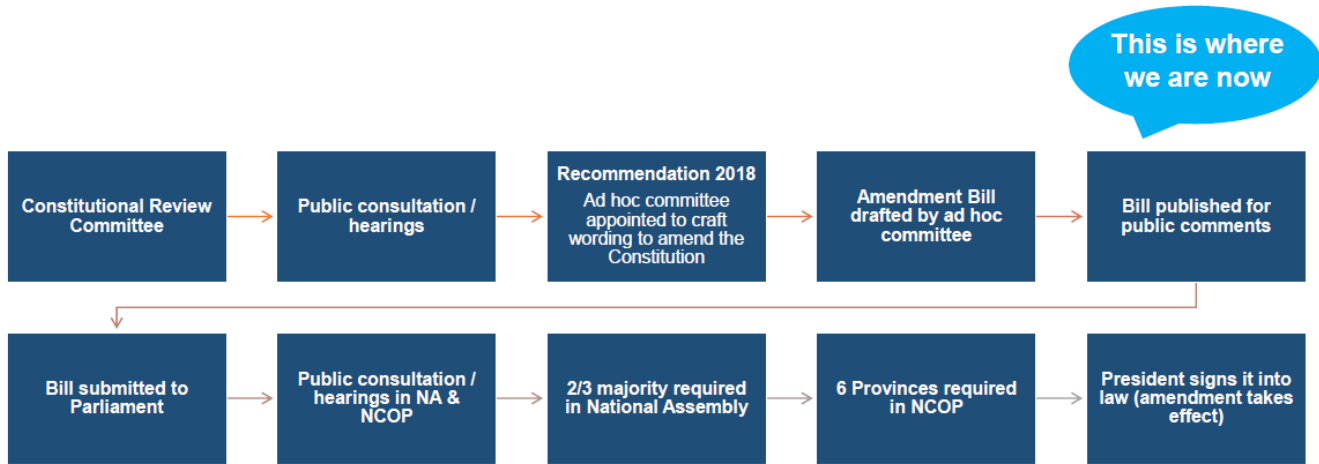 This is where
we are now
Constitutional Review
Committee
Public consultation /
hearings
Recommendation 2018
Ad hoc committee
appointed to craft
wording to amend the
Constitution
Amendment Bill
drafted by ad hoc
committee
Bill published for
public comments
Bill submitted to
Parliament
Public consultation /
hearings in NA &
NCOP
2/3 majority required
in National Assembly
6 Provinces required
in NCOP
President signs it into
law (amendment takes
effect)